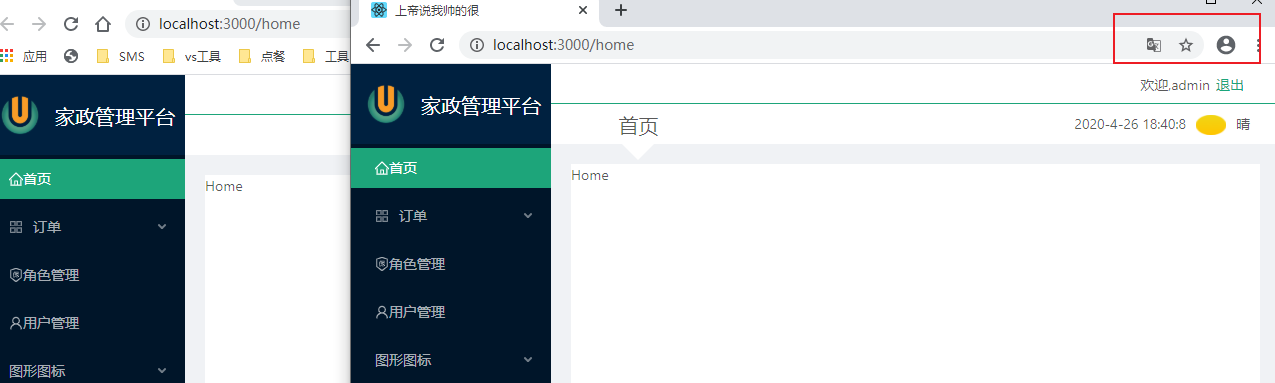 localhost:3000/home
应用 SMS vs工具 点餐 工具
家政管理平台
首页
订单
角色管理
用户管理
图形图标
Home
上帝说我帅的很
localhost:3000/home
家政管理平台
欢迎,admin 退出
首页
2020-4-26 18:40:8 晴
首页
订单
角色管理
用户管理
图形图标
Home